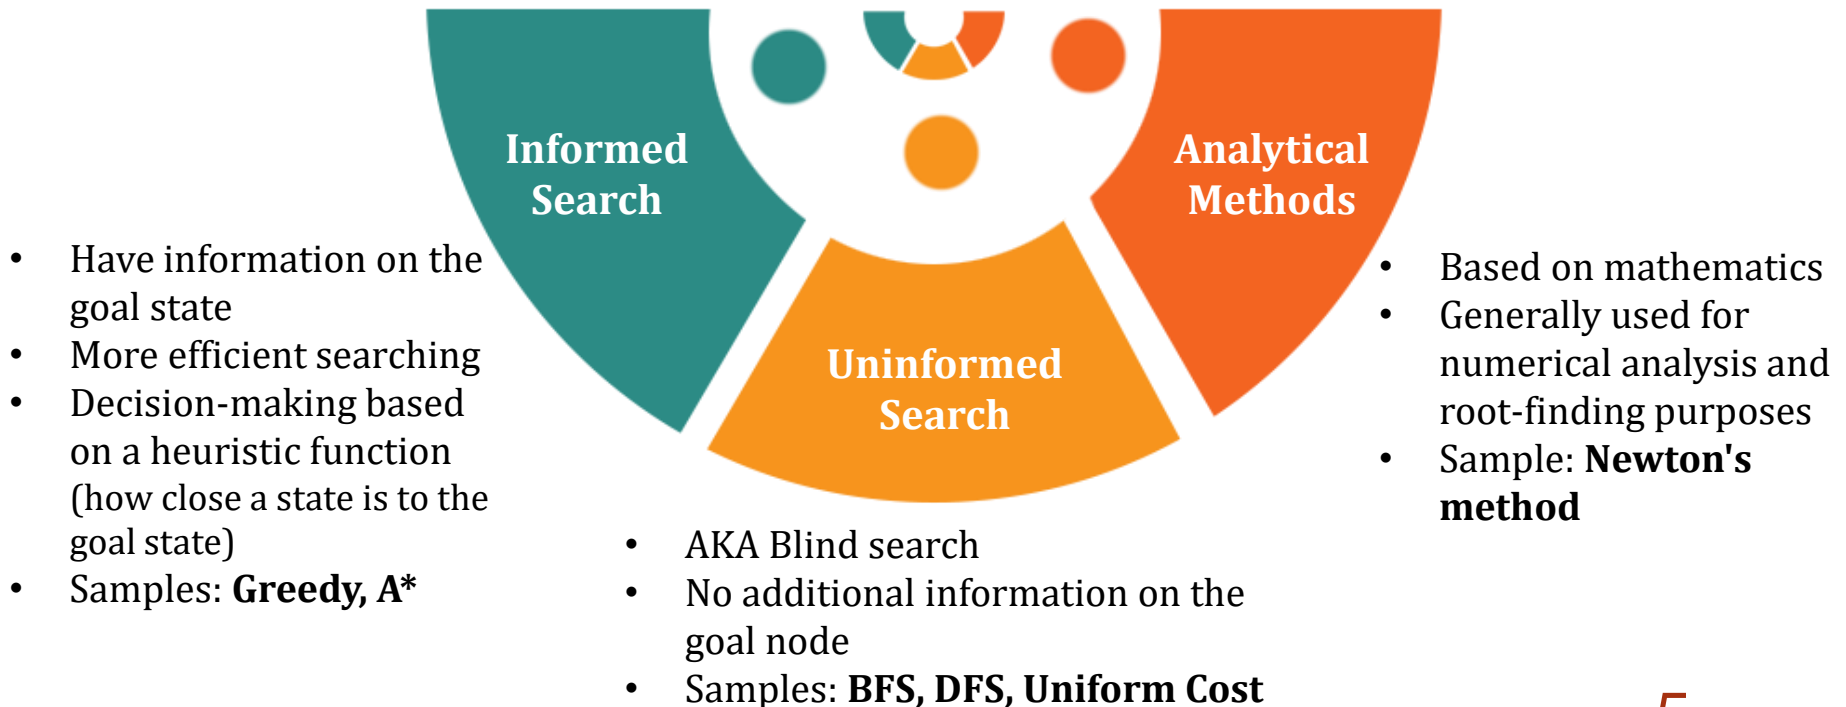 Informed
Search
Analytical
Methods
Uninformed
Search
• Have information on the
goal state
• More efficient searching
• Decision-making based
on a heuristic function
(how close a state is to the
goal state)
• Samples: Greedy, A*
• AKA Blind search
• No additional information on the
goal node
• Samples: BFS, DFS, Uniform Cost
• Based on mathematics
• Generally used for
numerical analysis and
root-finding purposes
• Sample: Newton's
method